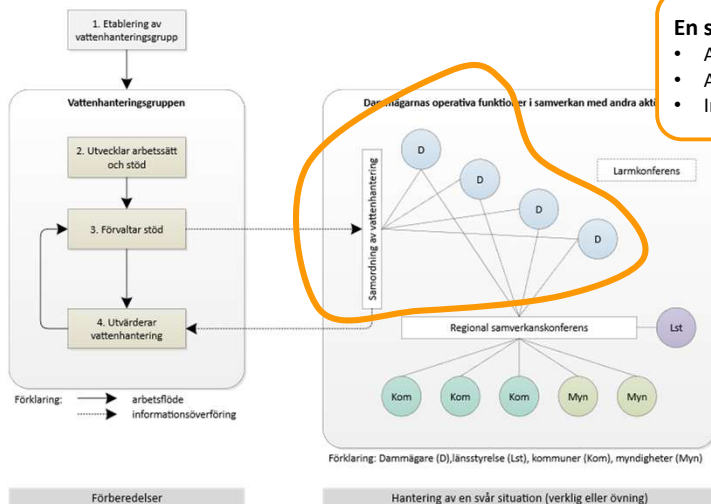 1. Etablering av
vattenhanteringsgrupp
En s
• A
• A
• I
Vattenhanteringsgruppen
Dammägarnas operativa funktioner i samverkan med andra
2. Utvecklar arbetssätt
och stöd
3. Förvaltar stöd
4. Utvärderar
vattenhantering
Samordning av vattenhantering
D
D
D
D
Larmkonferens
Regional samverkanskonferens
Lst
Kom
Kom
Kom
Myn
Myn
Förklaring:
arbetsflöde
informationsöverföring
Förklaring: Dammägare (D),länsstyrelse (Lst), kommuner (Kom), myndigheter (Myn)
Förberedelser
Hantering av en svår situation (verklig eller övning)